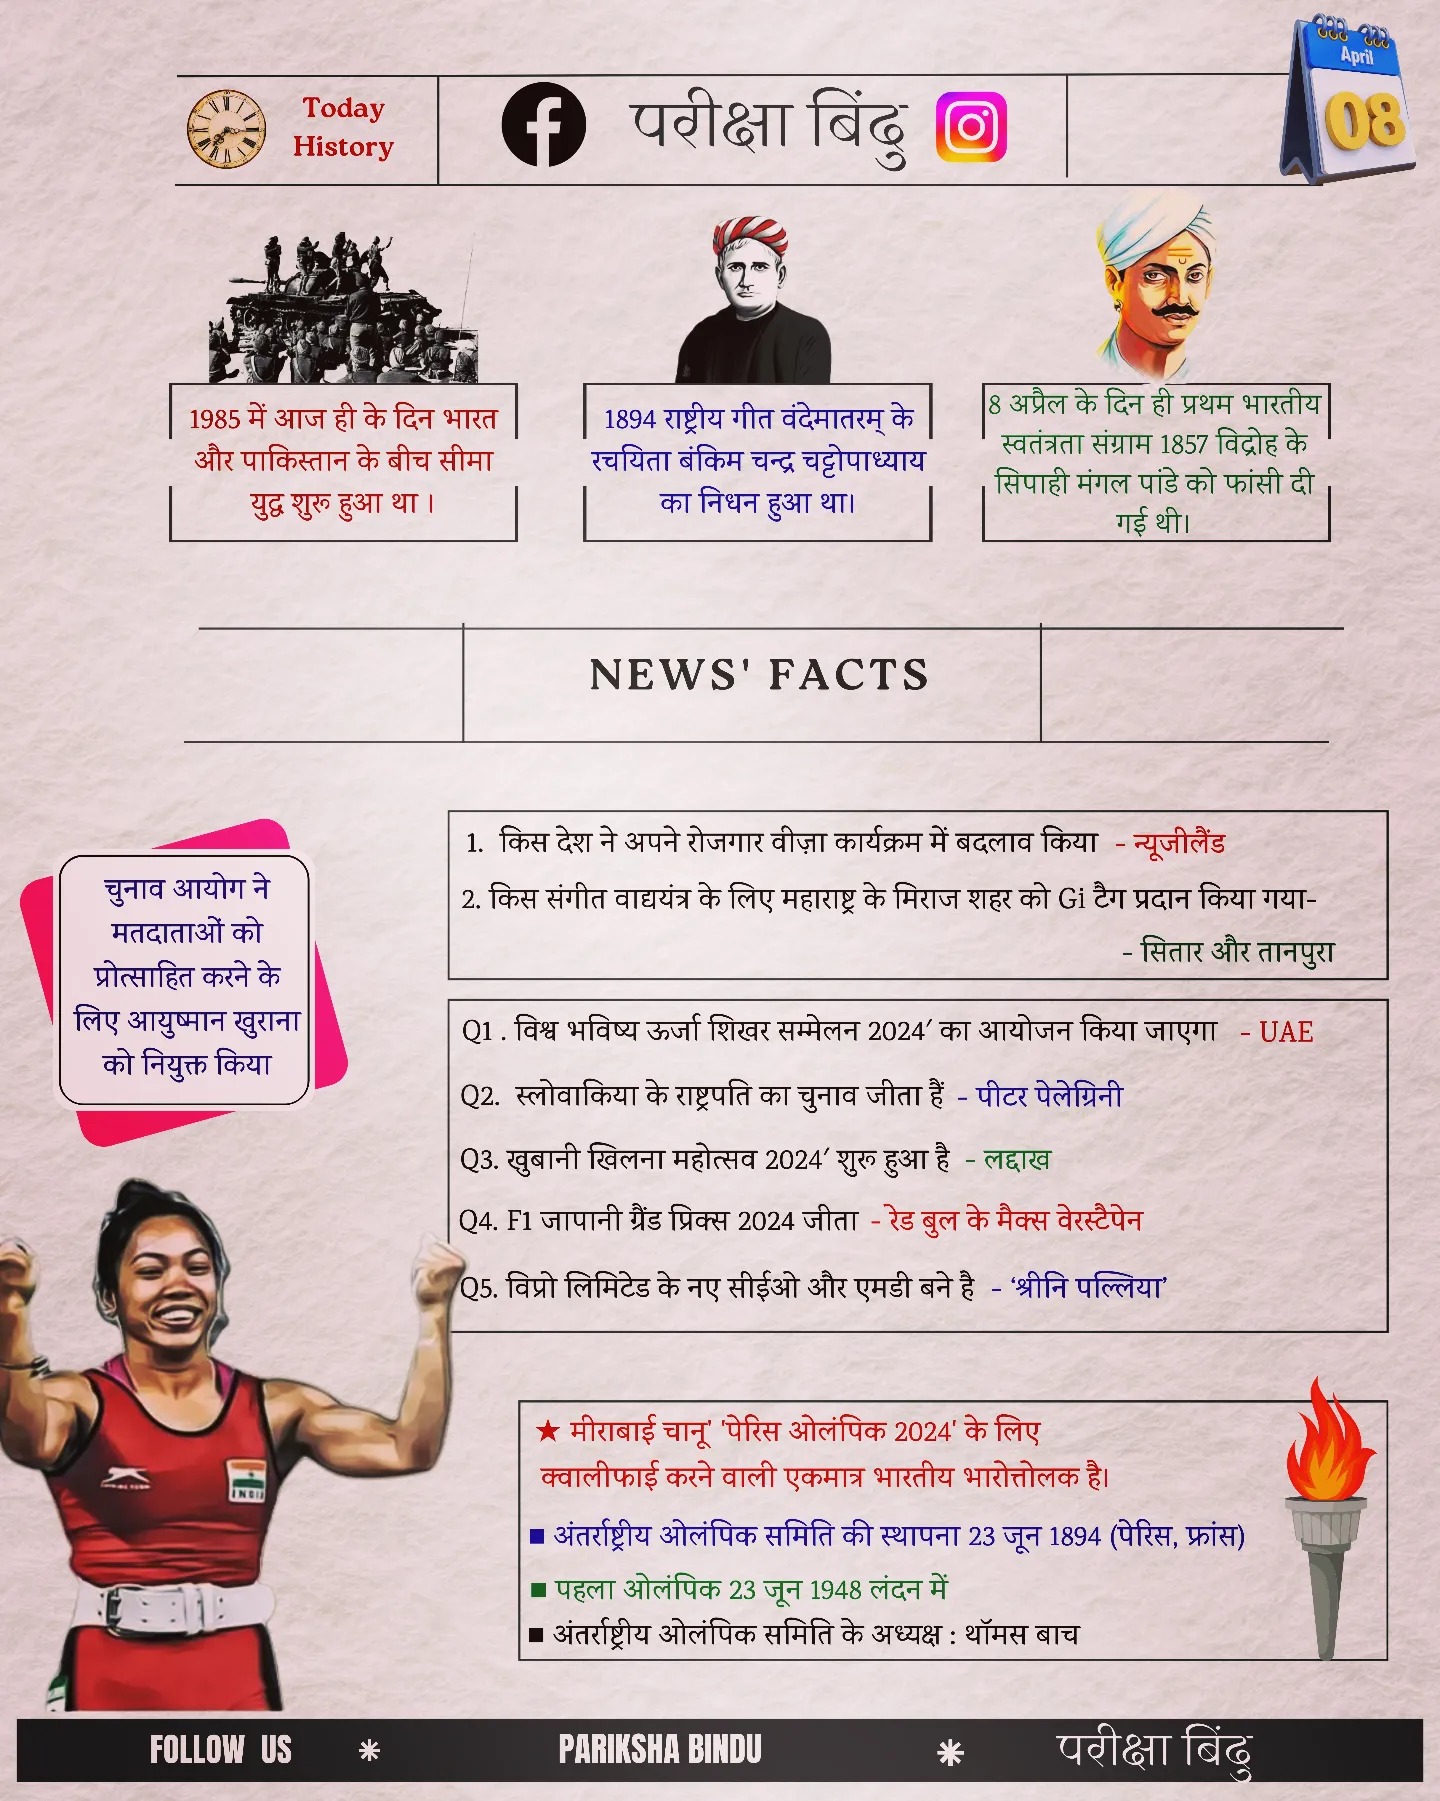 Today
History
परीक्षा बिंदु
April
08
1985 में आज ही के दिन भारत
और पाकिस्तान के बीच सीमा
युद्ध शुरू हुआ था ।
1894 राष्ट्रीय गीत वंदेमातरम् के
रचयिता बंकिम चन्द्र चट्टोपाध्याय
का निधन हुआ था।
8 अप्रैल के दिन ही प्रथम भारतीय
स्वतंत्रता संग्राम 1857 विद्रोह के
सिपाही मंगल पांडे को फांसी दी
गई थी।
NEWS' FACTS
चुनाव आयोग ने
मतदाताओं को
प्रोत्साहित करने के
लिए आयुष्मान खुराना
को नियुक्त किया
1. किस देश ने अपने रोजगार वीज़ा कार्यक्रम में बदलाव किया - न्यूजीलैंड
2. किस संगीत वाद्ययंत्र के लिए महाराष्ट्र के मिराज शहर को Gi टैग प्रदान किया गया-
- सितार और तानपुरा
Q1 . विश्व भविष्य ऊर्जा शिखर सम्मेलन 2024′ का आयोजन किया जाएगा - UAE
Q2. स्लोवाकिया के राष्ट्रपति का चुनाव जीता हैं - पीटर पेलेग्रिनी
Q3. खुबानी खिलना महोत्सव 2024′ शुरू हुआ है - लद्दाख
Q4. F1 जापानी ग्रैंड प्रिक्स 2024 जीता - रेड बुल के मैक्स वेरस्टैपेन
Q5. विप्रो लिमिटेड के नए सीईओ और एमडी बने है - ‘श्रीनि पल्लिया’
★ मीराबाई चानू' 'पेरिस ओलंपिक 2024' के लिए
क्वालीफाई करने वाली एकमात्र भारतीय भारोत्तोलक है।
■ अंतर्राष्ट्रीय ओलंपिक समिति की स्थापना 23 जून 1894 (पेरिस, फ्रांस)
■ पहला ओलंपिक 23 जून 1948 लंदन में
■ अंतर्राष्ट्रीय ओलंपिक समिति के अध्यक्ष : थॉमस बाच
INDIA
FOLLOW US * PARIKSHA BINDU * परीक्षा बिंदु